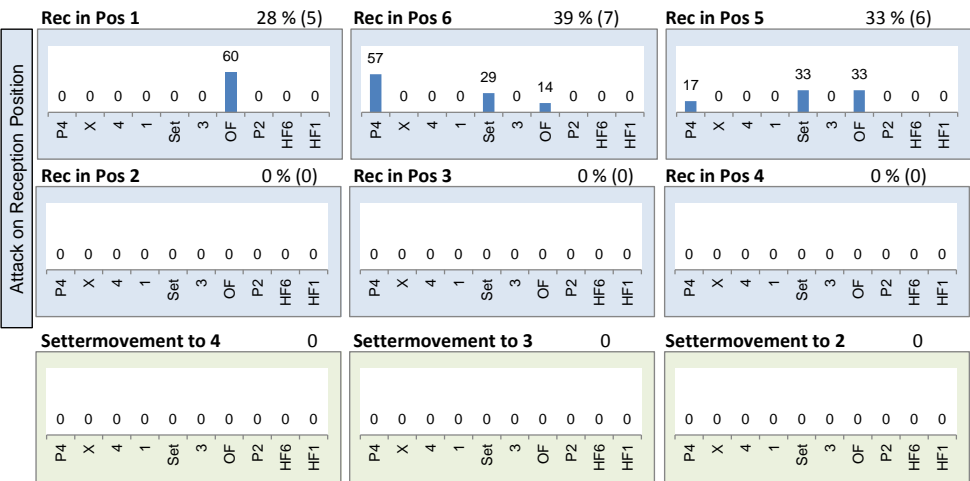 Attack on Reception Position
Rec in Pos 1 28 % (5)
0 0 0 0 0 0 60 0 0 0
P4 X 4 1 Set 3 OF P2 HF6 HF1
Rec in Pos 6 39 % (7)
57 0 0 0 29 0 14 0 0 0
P4 X 4 1 Set 3 OF P2 HF6 HF1
Rec in Pos 5 33 % (6)
17 0 0 0 33 0 33 0 0 0
P4 X 4 1 Set 3 OF P2 HF6 HF1
Rec in Pos 2 0 % (0)
0 0 0 0 0 0 0 0 0 0
P4 X 4 1 Set 3 OF P2 HF6 HF1
Rec in Pos 3 0 % (0)
0 0 0 0 0 0 0 0 0 0
P4 X 4 1 Set 3 OF P2 HF6 HF1
Rec in Pos 4 0 % (0)
0 0 0 0 0 0 0 0 0 0
P4 X 4 1 Set 3 OF P2 HF6 HF1
Settermovement to 4 0
0 0 0 0 0 0 0 0 0 0
P4 X 4 1 Set 3 OF P2 HF6 HF1
Settermovement to 3 0
0 0 0 0 0 0 0 0 0 0
P4 X 4 1 Set 3 OF P2 HF6 HF1
Settermovement to 2 0
0 0 0 0 0 0 0 0 0 0
P4 X 4 1 Set 3 OF P2 HF6 HF1